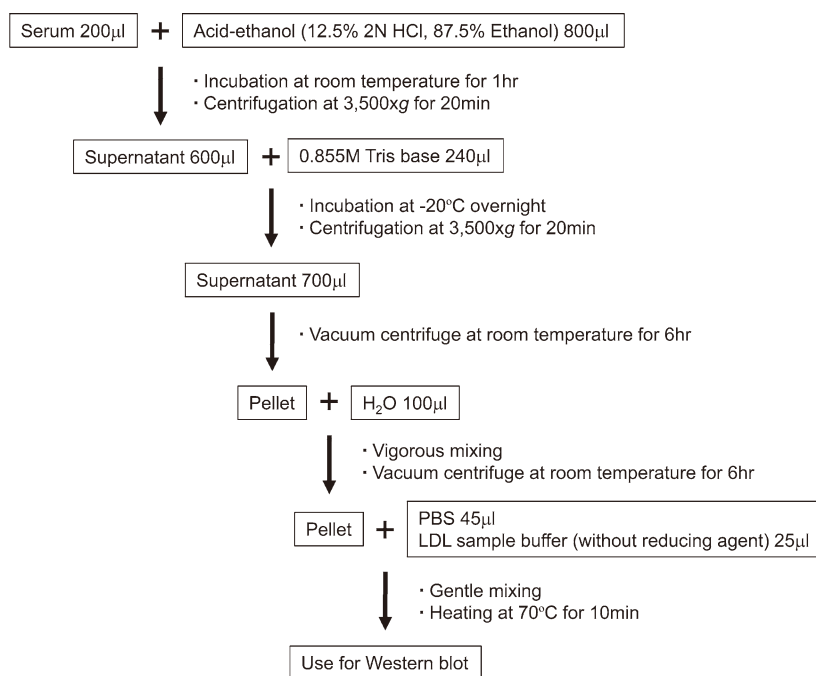 Serum 200µl + Acid-ethanol (12.5% 2N HCl, 87.5% Ethanol) 800µl
· Incubation at room temperature for 1hr
· Centrifugation at 3,500xg for 20min
Supernatant 600µl + 0.855M Tris base 240µl
· Incubation at -20°C overnight
· Centrifugation at 3,500xg for 20min
Supernatant 700µl
· Vacuum centrifuge at room temperature for 6hr
Pellet + H₂O 100µl
· Vigorous mixing
· Vacuum centrifuge at room temperature for 6hr
Pellet + PBS 45µl
LDL sample buffer (without reducing agent) 25µl
· Gentle mixing
· Heating at 70°C for 10min
Use for Western blot